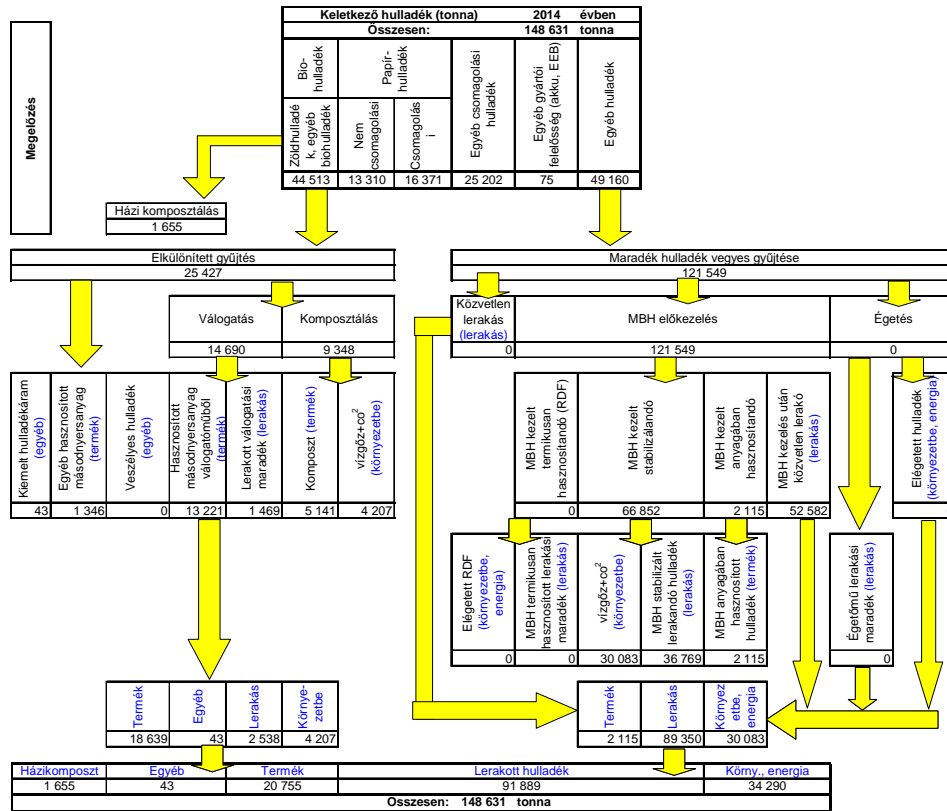 Keletkező hulladék (tonna) 2014 évben
Összesen: 148 631 tonna
Megelőzés
Bio-
hulladék
Papír-
hulladék
Egyéb csomagolási
hulladék
Egyéb gyártói
felelősség (akku, EEB)
Egyéb hulladék
Zöldhulladé
k, egyéb
biohulladék
Nem
csomagolási
Csomagolás
i
44 513 13 310 16 371 25 202 75 49 160
Házi komposztálás
1 655
Elkülönített gyűjtés
25 427
Maradék hulladék vegyes gyűjtése
121 549
Válogatás
Komposztálás
14 690 9 348
Közvetlen
lerakás
(lerakás)
MBH előkezelés
Égetés
0 121 549 0
Kiemelt hulladékáram
(egyéb)
Egyéb hasznosított
másodnyersanyag
(termék)
Veszélyes hulladék
(egyéb)
Hasznosított
másodnyersanyag
válogatóműből
(termék)
Lerakott válogatási
maradék (lerakás)
Komposzt (termék)
vízgőz+co²
(környezetbe)
43 1 346 0 13 221 1 469 5 141 4 207
MBH kezelt
termikusan
hasznosítandó (RDF)
MBH kezelt
stabilizálandó
MBH kezelt
anyagában
hasznosítandó
MBH kezelés után
közvetlen lerakó
(lerakás)
Elégetett hulladék
(környezetbe, energia)
0 66 852 2 115 52 582
Elégetett RDF
(környezetbe,
energia)
MBH termikusan
hasznosított lerakási
maradék (lerakás)
vízgőz+co²
(környezetbe)
MBH stabilizált
lerakandó hulladék
(lerakás)
MBH anyagában
hasznosított
hulladék (termék)
Égetőmű lerakási
maradék (lerakás)
0 0 30 083 36 769 2 115 0
Termék
Egyéb
Lerakás
Környe-
zetbe
18 639 43 2 538 4 207
Termék
Lerakás
Környez
etbe,
energia
2 115 89 350 30 083
Házikomposzt Egyéb Termék Lerakott hulladék Körny., energia
1 655 43 20 755 91 889 34 290
Összesen: 148 631 tonna